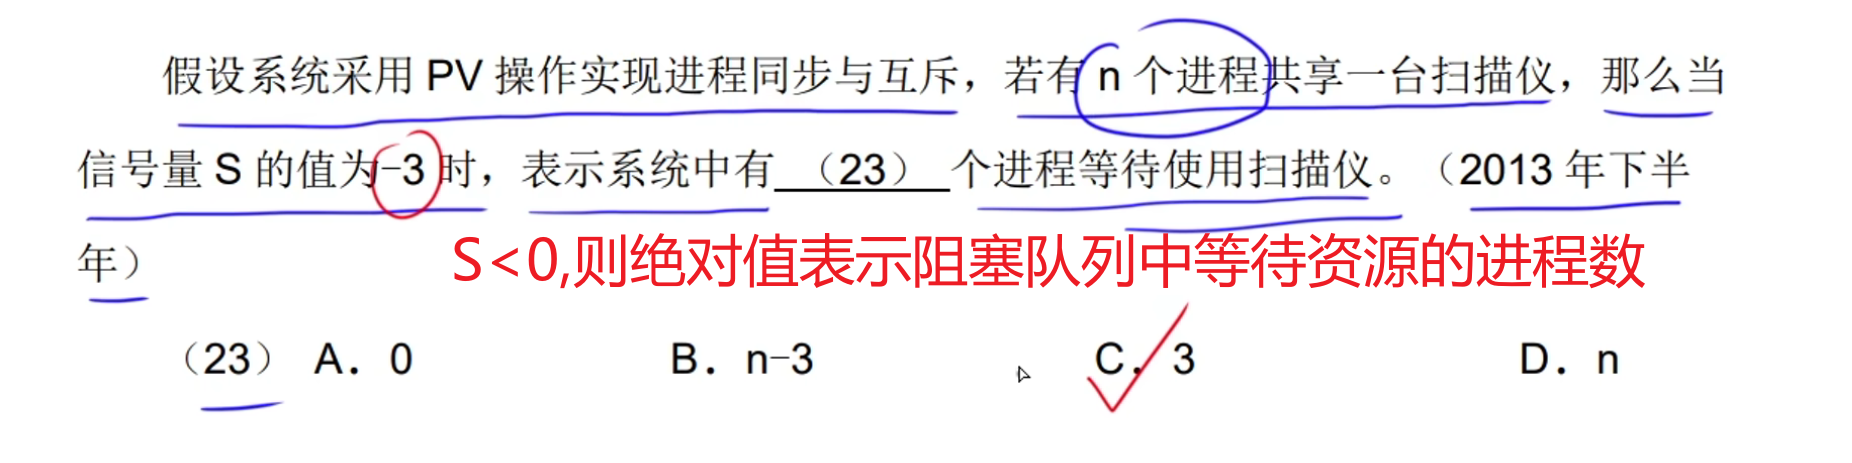 假设系统采用 PV 操作实现进程同步与互斥，若有 n 个进程共享一台扫描仪，那么当
信号量 S 的值为-3 时，表示系统中有 （23） 个进程等待使用扫描仪。（2013 年下半
年）
S<0,则绝对值表示阻塞队列中等待资源的进程数
（23） A．0 B．n-3 C．3 D．n